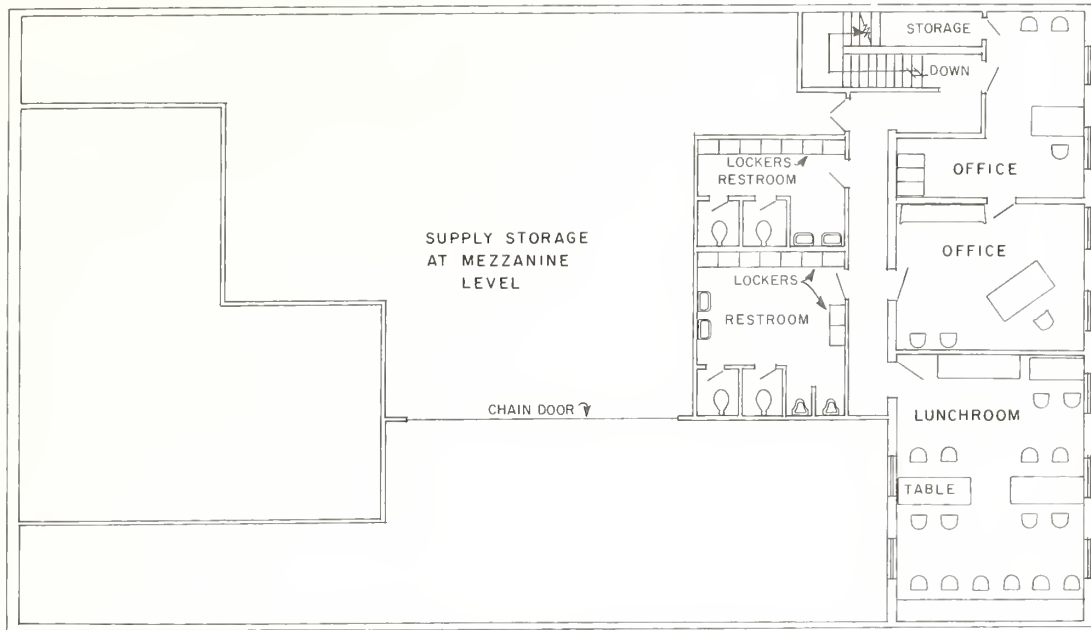 STORAGE
DOWN
LOCKERS
RESTROOM
OFFICE
SUPPLY STORAGE
AT MEZZANINE
LEVEL
OFFICE
LOCKERS
RESTROOM
CHAIN DOOR
LUNCHROOM
TABLE